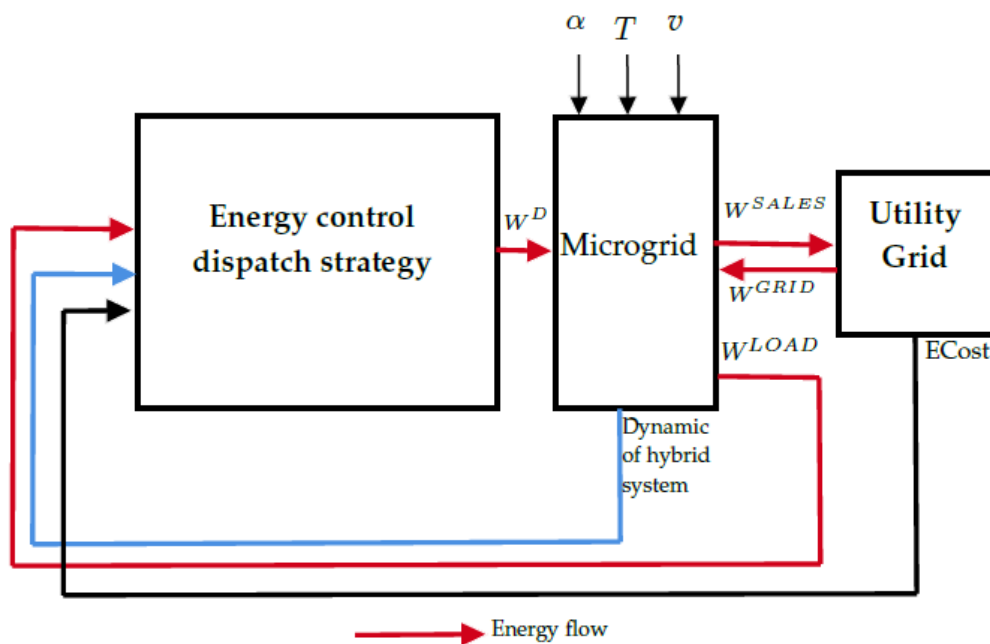 α T v
Energy control
dispatch strategy
W^D
Microgrid
W^{SALES}
W^{GRID}
W^{LOAD}
Utility
Grid
ECost
Dynamic
of hybrid
system
Energy flow